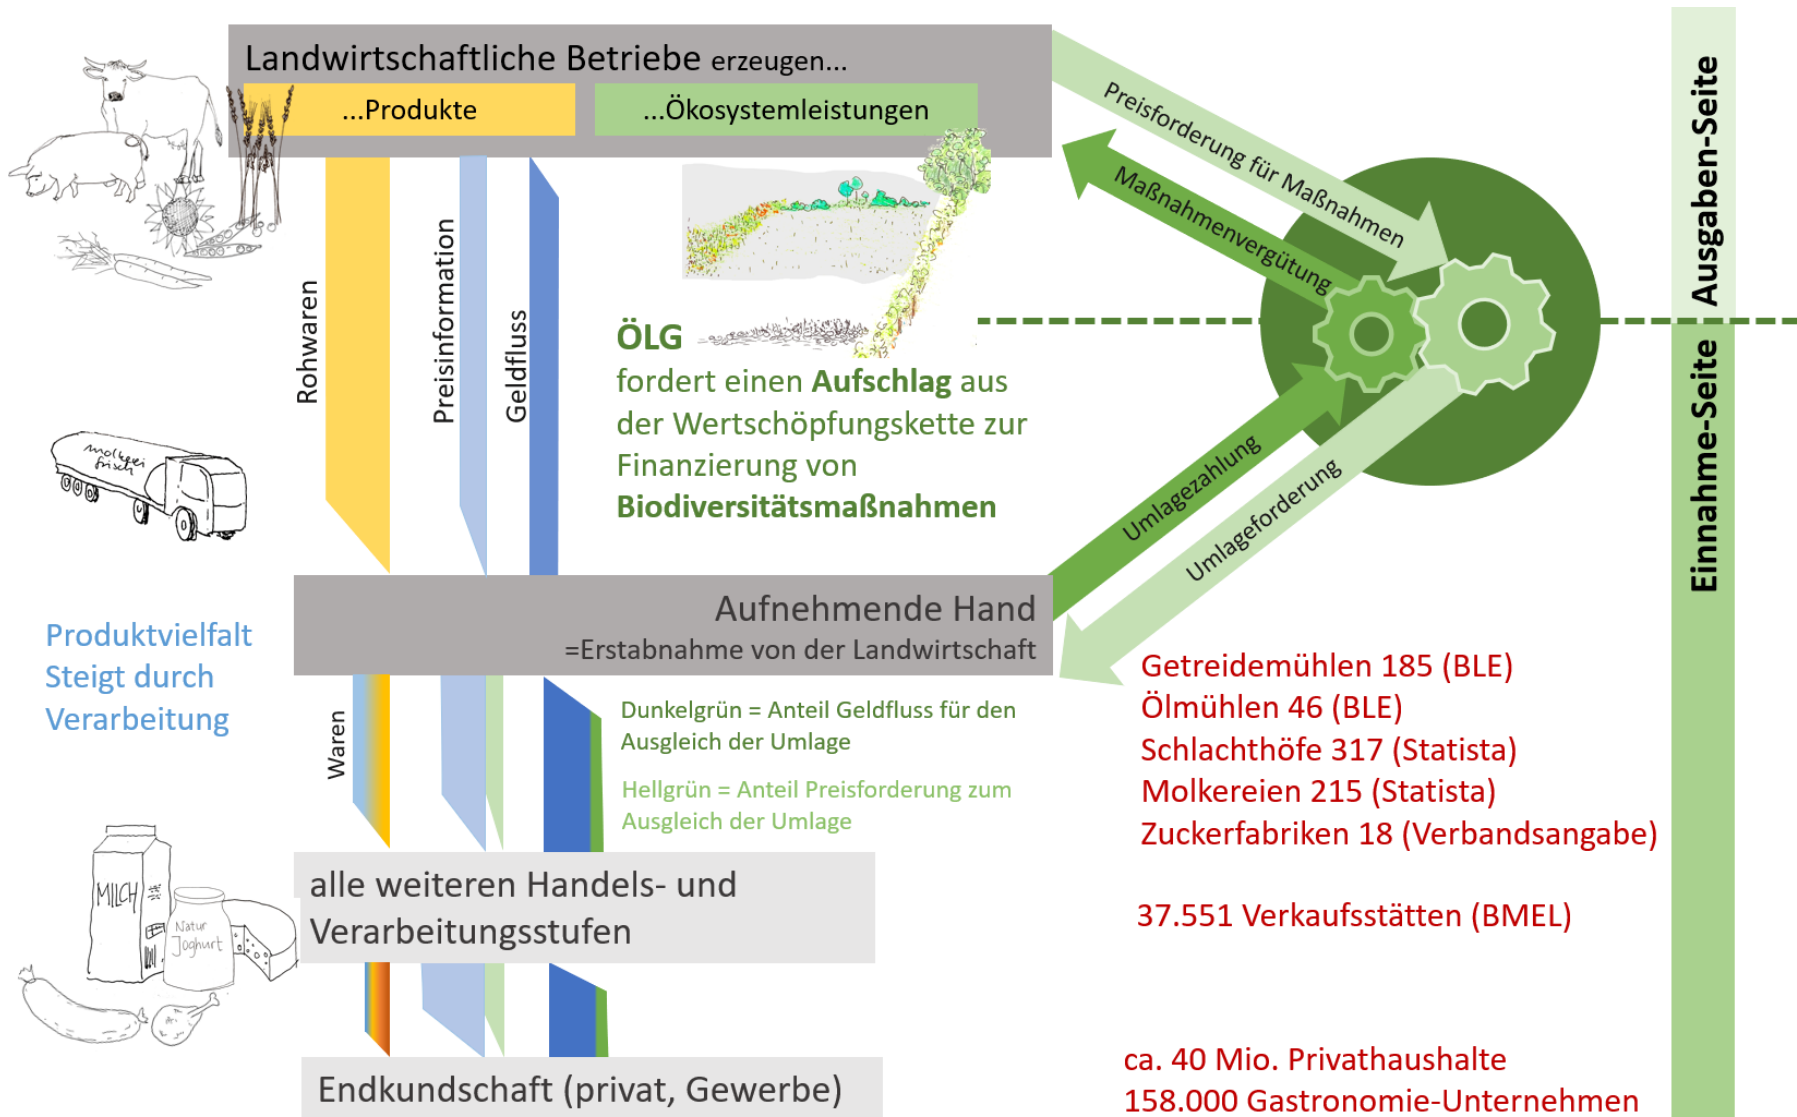 Landwirtschaftliche Betriebe erzeugen...
...Produkte
...Ökosystemleistungen
Preisforderung für Maßnahmen
Maßnahmenvergütung
Ausgaben-Seite
Einnahme-Seite
Rohwaren
Preisinformation
Geldfluss
ÖLG
fordert einen Aufschlag aus
der Wertschöpfungskette zur
Finanzierung von
Biodiversitätsmaßnahmen
molkerei
frisch
Umlagezahlung
Umlageforderung
Aufnehmende Hand
=Erstabnahme von der Landwirtschaft
Produktvielfalt
Steigt durch
Verarbeitung
Waren
Dunkelgrün = Anteil Geldfluss für den
Ausgleich der Umlage
Hellgrün = Anteil Preisforderung zum
Ausgleich der Umlage
Getreidemühlen 185 (BLE)
Ölmühlen 46 (BLE)
Schlachthöfe 317 (Statista)
Molkereien 215 (Statista)
Zuckerfabriken 18 (Verbandsangabe)
MILCH
Natur
Joghurt
alle weiteren Handels- und
Verarbeitungsstufen
37.551 Verkaufsstätten (BMEL)
Endkundschaft (privat, Gewerbe)
ca. 40 Mio. Privathaushalte
158.000 Gastronomie-Unternehmen